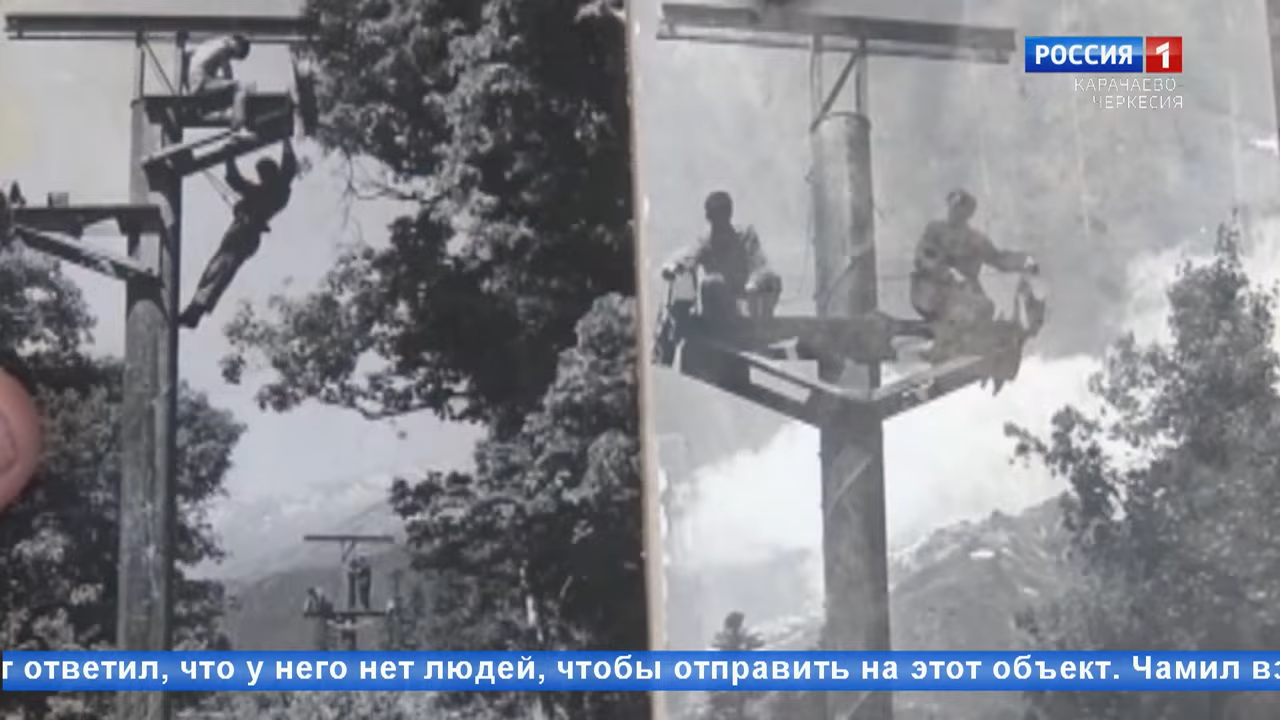 РОССИЯ 1
КАРАЧАЕВО-
ЧЕРКЕСИЯ
ответил, что у него нет людей, чтобы отправить на этот объект. Чамил